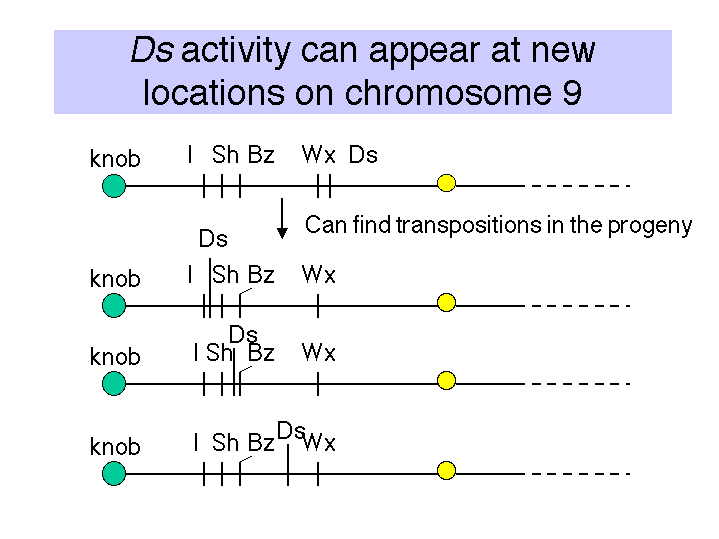 Ds activity can appear at new
locations on chromosome 9
knob I Sh Bz Wx Ds
Can find transpositions in the progeny
Ds
knob I Sh Bz Wx
Ds
knob I Sh Bz Wx
Ds
knob I Sh Bz Wx